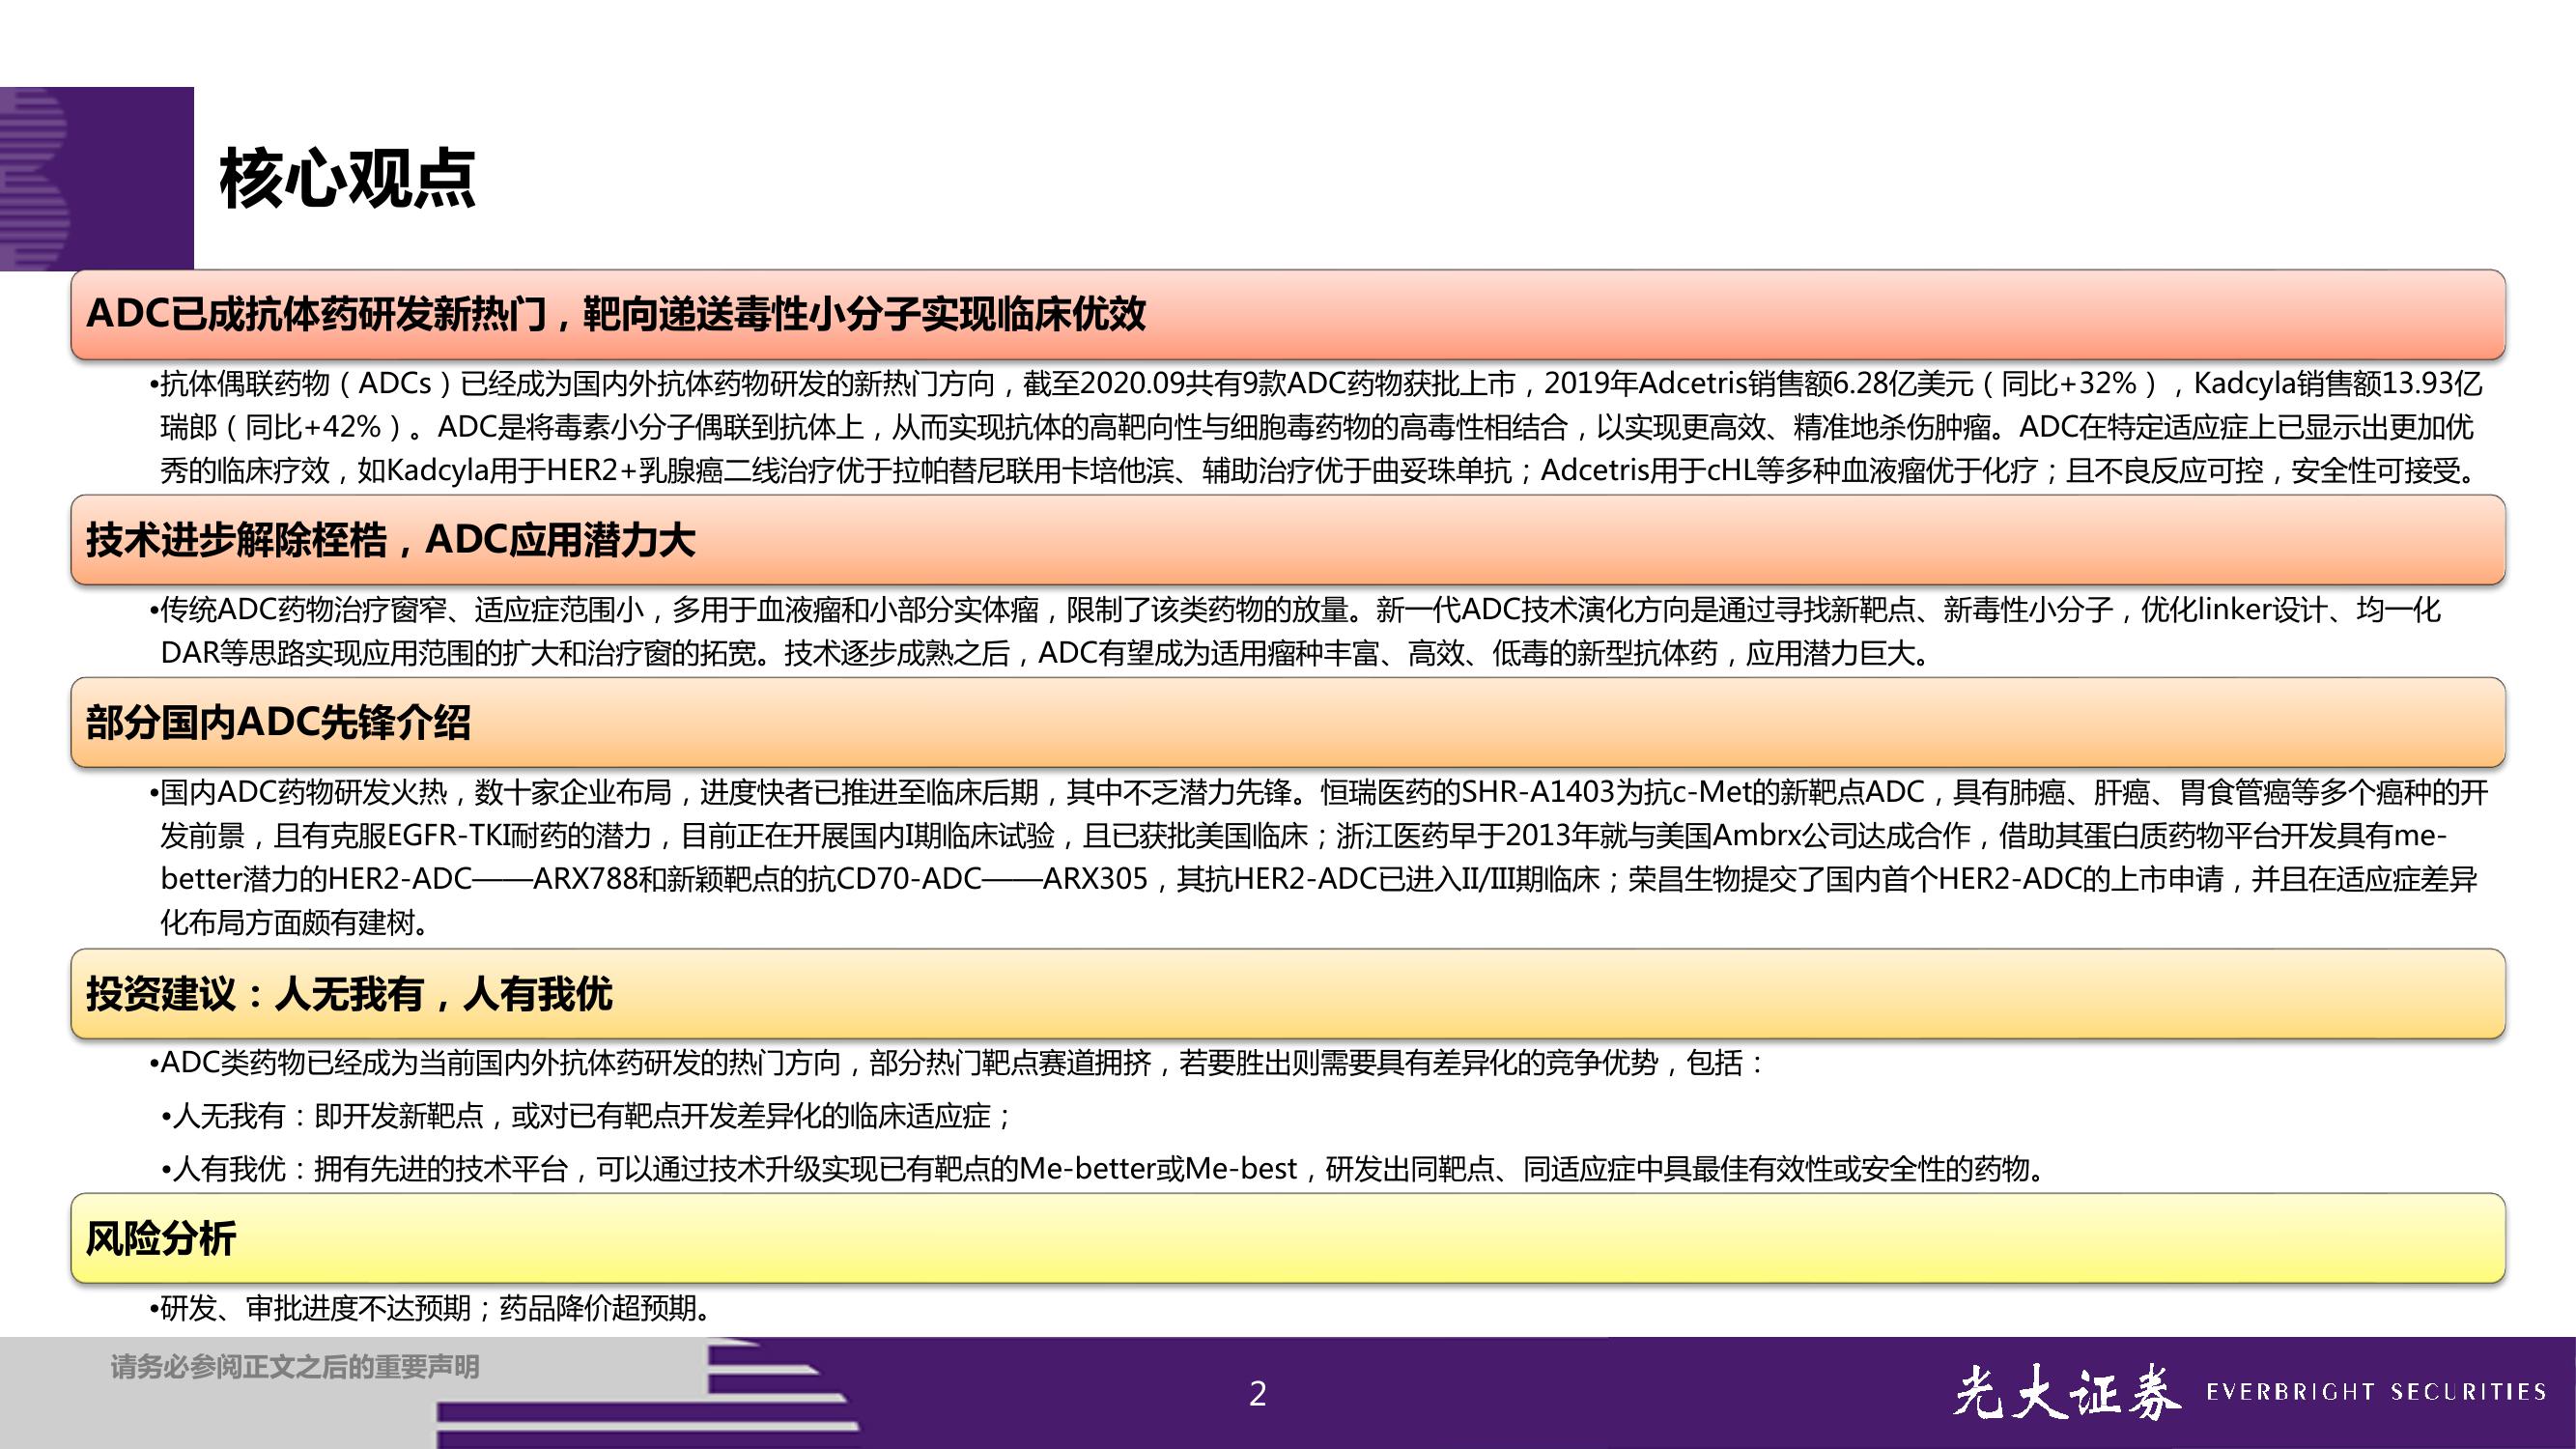 核心观点
ADC已成抗体药研发新热门，靶向递送毒性小分子实现临床优效
•抗体偶联药物（ADCs）已经成为国内外抗体药物研发的新热门方向，截至2020.09共有9款ADC药物获批上市，2019年Adcetris销售额6.28亿美元（同比+32%），Kadcyla销售额13.93亿
瑞郎（同比+42%）。ADC是将毒素小分子偶联到抗体上，从而实现抗体的高靶向性与细胞毒药物的高毒性相结合，以实现更高效、精准地杀伤肿瘤。ADC在特定适应症上已显示出更加优
秀的临床疗效，如Kadcyla用于HER2+乳腺癌二线治疗优于拉帕替尼联用卡培他滨、辅助治疗优于曲妥珠单抗；Adcetris用于cHL等多种血液瘤优于化疗；且不良反应可控，安全性可接受。
技术进步解除桎梏，ADC应用潜力大
•传统ADC药物治疗窗窄、适应症范围小，多用于血液瘤和小部分实体瘤，限制了该类药物的放量。新一代ADC技术演化方向是通过寻找新靶点、新毒性小分子，优化linker设计、均一化
DAR等思路实现应用范围的扩大和治疗窗的拓宽。技术逐步成熟之后，ADC有望成为适用瘤种丰富、高效、低毒的新型抗体药，应用潜力巨大。
部分国内ADC先锋介绍
•国内ADC药物研发火热，数十家企业布局，进度快者已推进至临床后期，其中不乏潜力先锋。恒瑞医药的SHR-A1403为抗c-Met的新靶点ADC，具有肺癌、肝癌、胃食管癌等多个癌种的开
发前景，且有克服EGFR-TKI耐药的潜力，目前正在开展国内I期临床试验，且已获批美国临床；浙江医药早于2013年就与美国Ambrx公司达成合作，借助其蛋白质药物平台开发具有me-
better潜力的HER2-ADC——ARX788和新颖靶点的抗CD70-ADC——ARX305，其抗HER2-ADC已进入II/III期临床；荣昌生物提交了国内首个HER2-ADC的上市申请，并且在适应症差异
化布局方面颇有建树。
投资建议：人无我有，人有我优
•ADC类药物已经成为当前国内外抗体药研发的热门方向，部分热门靶点赛道拥挤，若要胜出则需要具有差异化的竞争优势，包括：
•人无我有：即开发新靶点，或对已有靶点开发差异化的临床适应症；
•人有我优：拥有先进的技术平台，可以通过技术升级实现已有靶点的Me-better或Me-best，研发出同靶点、同适应症中具最佳有效性或安全性的药物。
风险分析
•研发、审批进度不达预期；药品降价超预期。
请务必参阅正文之后的重要声明
2
光大证券 EVERBRIGHT SECURITIES